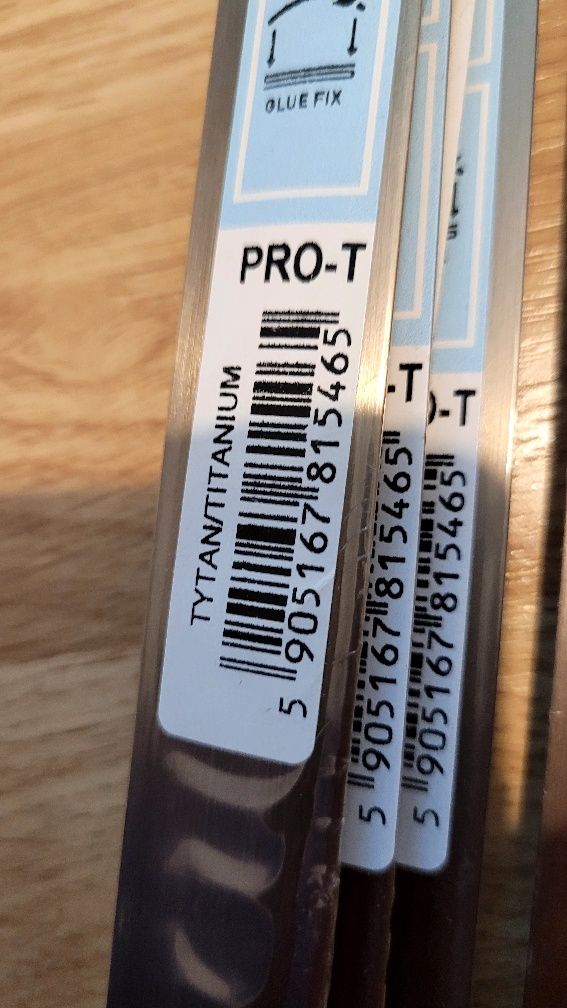 GLUE FIX
PRO-T
TYTAN/TITANIUM
5 905167 815465
-T
5 905167 815465
-T
5 905167 815465